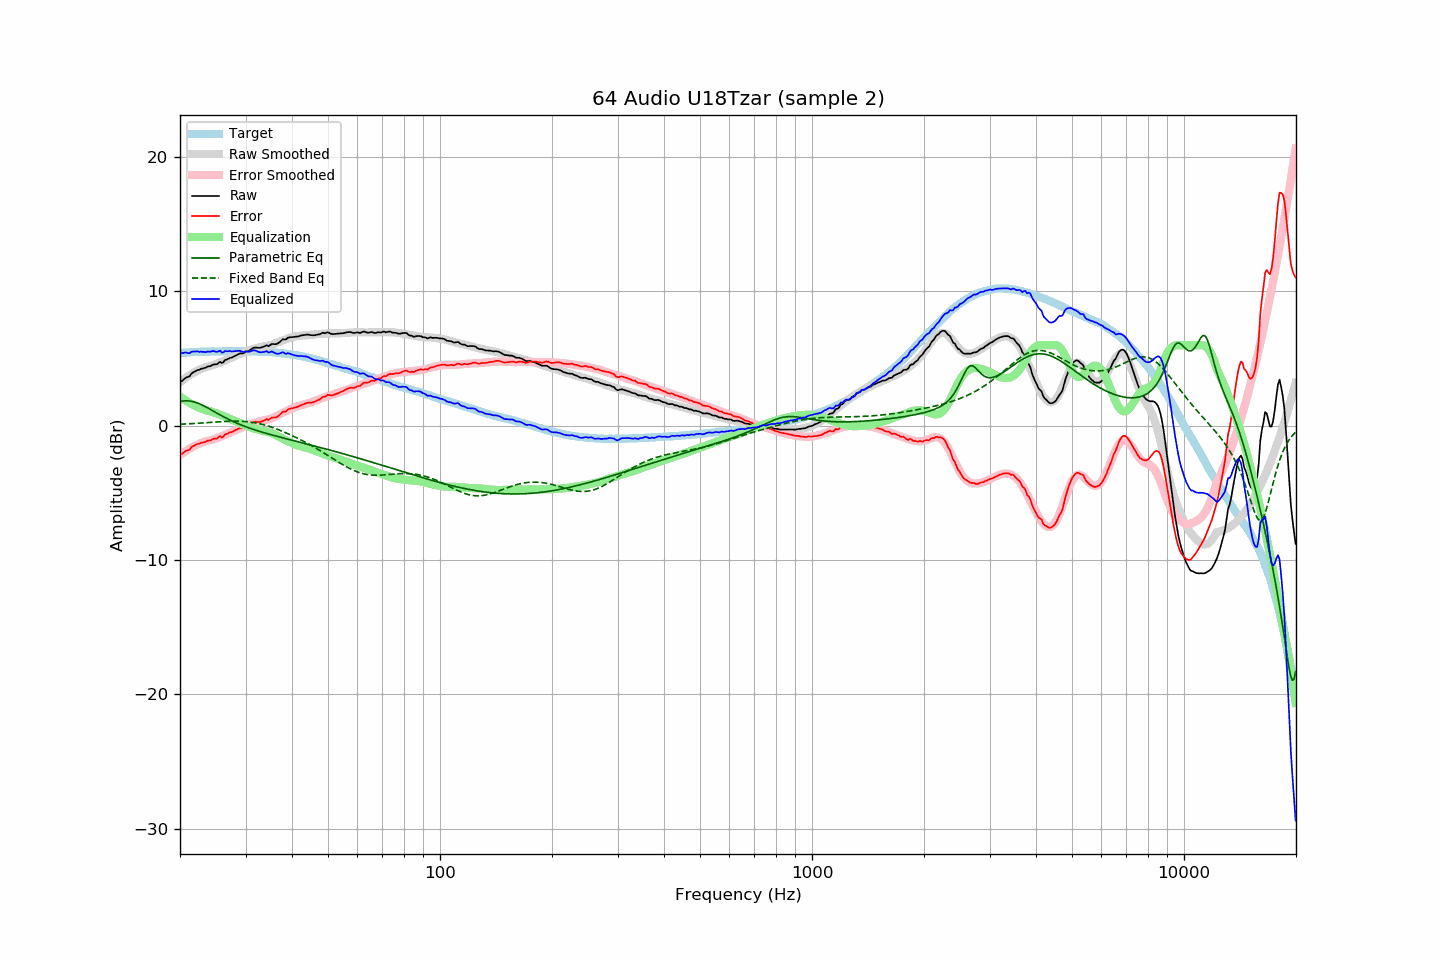 64 Audio U18Tzar (sample 2)
Target
Raw Smoothed
Error Smoothed
Raw
Error
Equalization
Parametric Eq
Fixed Band Eq
Equalized
20
10
0
−10
−20
−30
Amplitude (dBr)
100
1000
10000
Frequency (Hz)